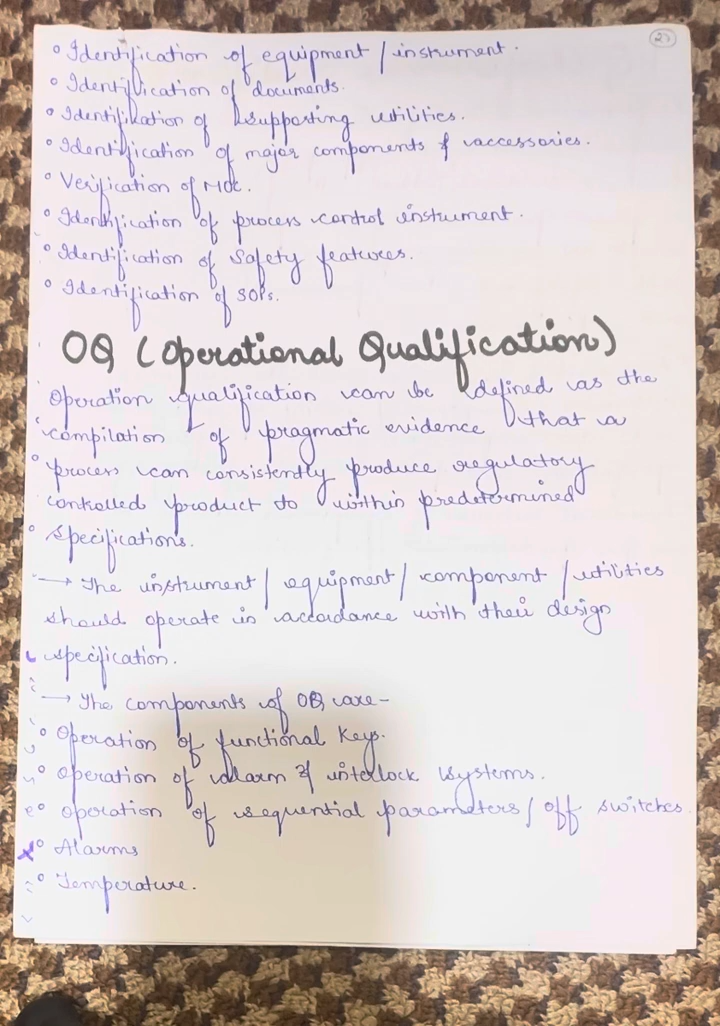 27
° Identification of equipment / instrument.
° Identification of documents.
° Identification of supporting utilities.
° Identification of major components & accessories.
° Verification of MOC.
° Identification of process control instrument.
° Identification of safety features.
° Identification of SOPs.
OQ (Operational Qualification)
Operation qualification can be defined as the
compilation of pragmatic evidence that a
process can consistently produce regulatory
controlled product to within predetermined
specifications.
→ The instrument / equipment / component / utilities
should operate in accordance with their design
specification.
→ The components of OQ are-
° Operation of functional keys.
° Operation of alarm & interlock systems.
° Operation of sequential parameters / off switches.
° Alarms
° Temperature.